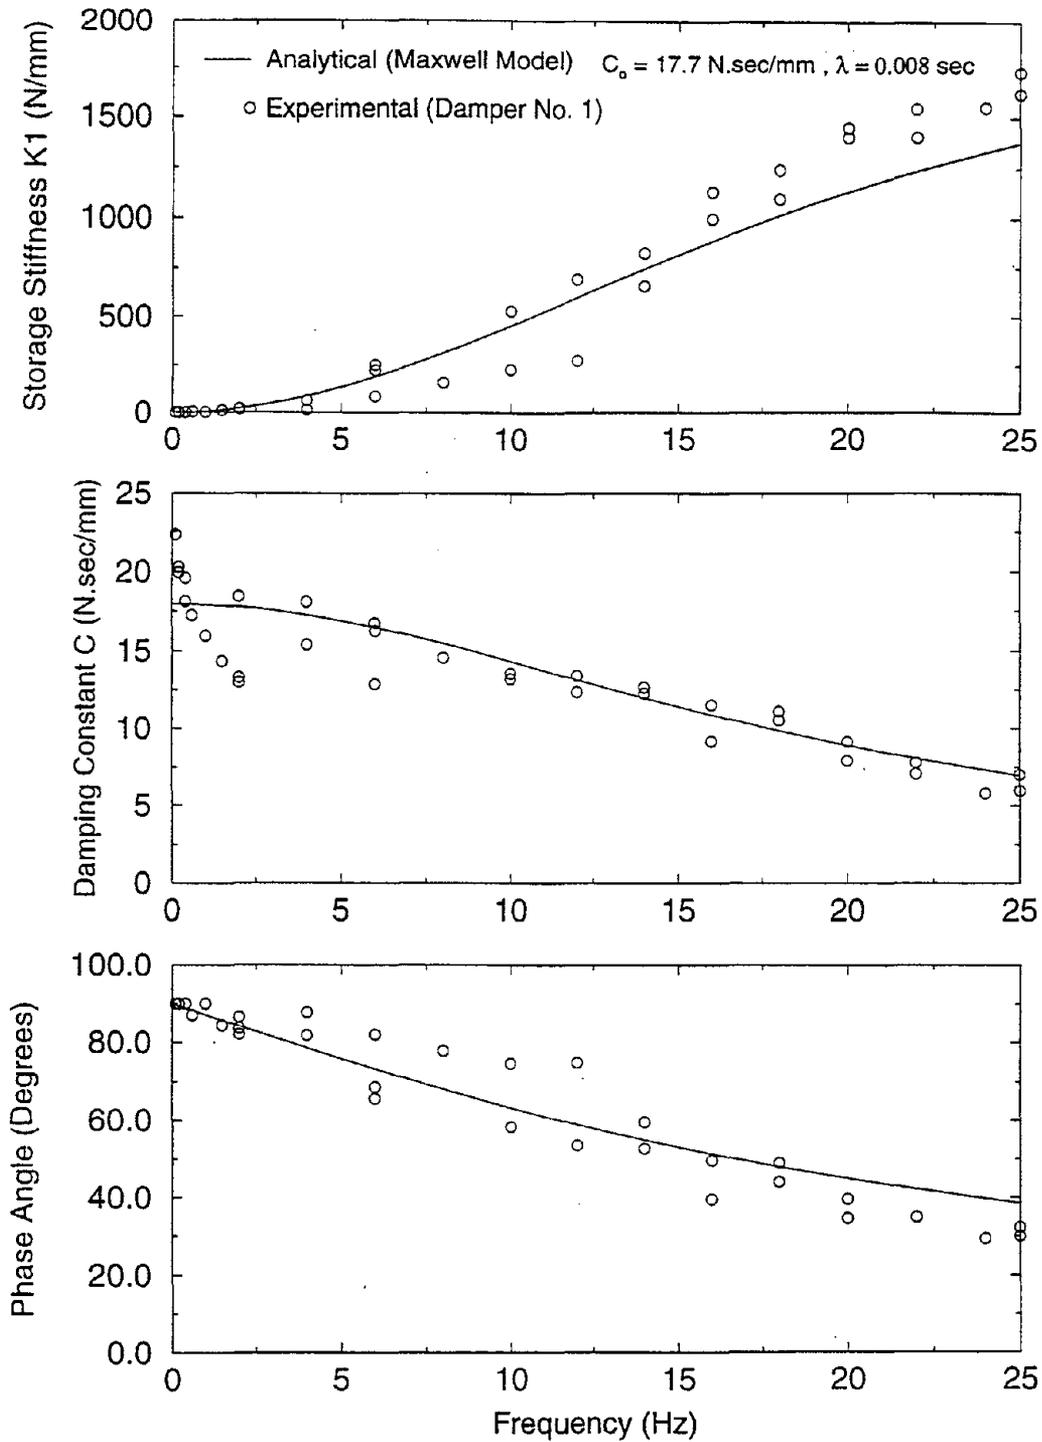 Storage Stiffness K1 (N/mm)
2000
1500
1000
500
0
Analytical (Maxwell Model) Co = 17.7 N.sec/mm , λ = 0.008 sec
Experimental (Damper No. 1)
0 5 10 15 20 25
Damping Constant C (N.sec/mm)
25
20
15
10
5
0
0 5 10 15 20 25
Phase Angle (Degrees)
100.0
80.0
60.0
40.0
20.0
0.0
0 5 10 15 20 25
Frequency (Hz)